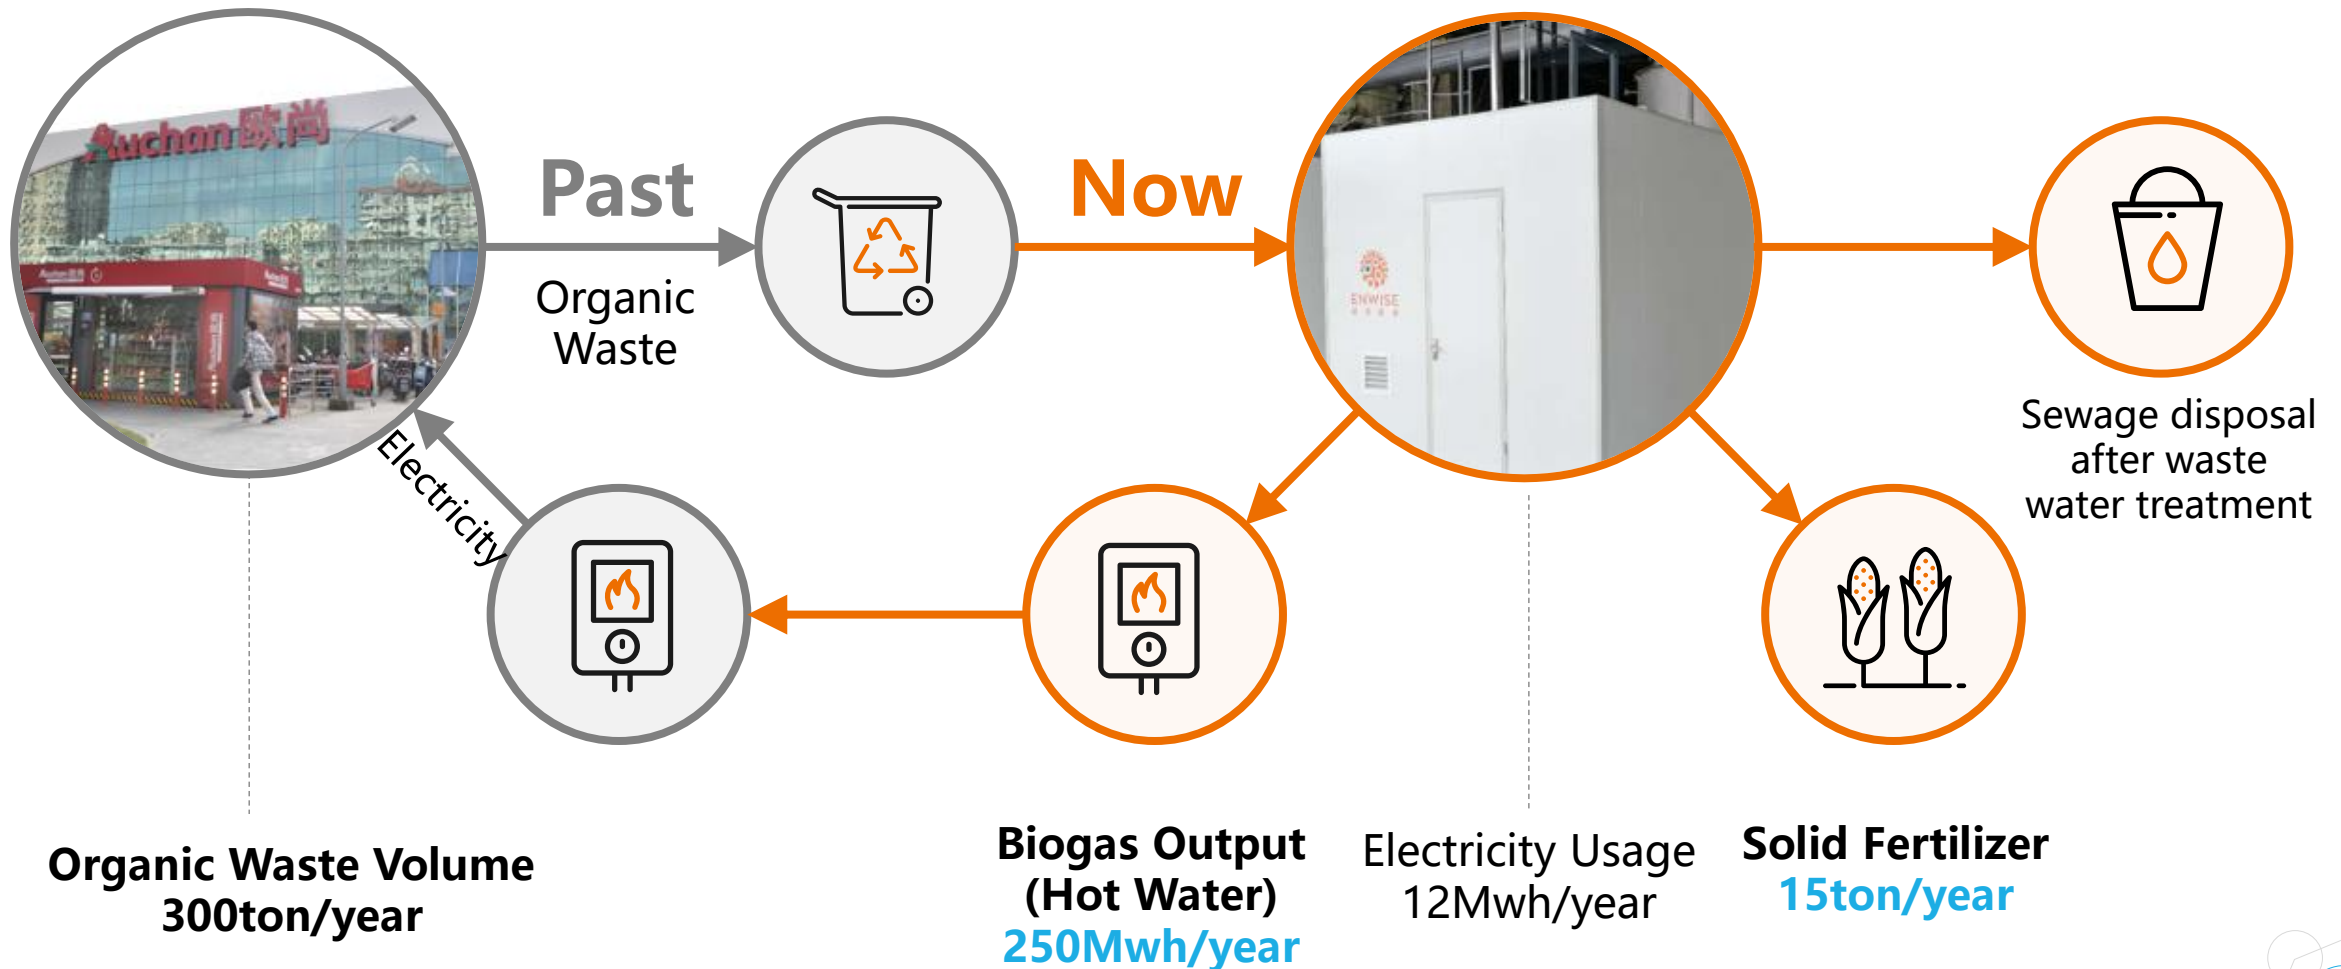 Auchan 欧尚
Past
Organic
Waste
Now
ENWISE
Sewage disposal
after waste
water treatment
Electricity
Organic Waste Volume
300ton/year
Biogas Output
(Hot Water)
250Mwh/year
Electricity Usage
12Mwh/year
Solid Fertilizer
15ton/year